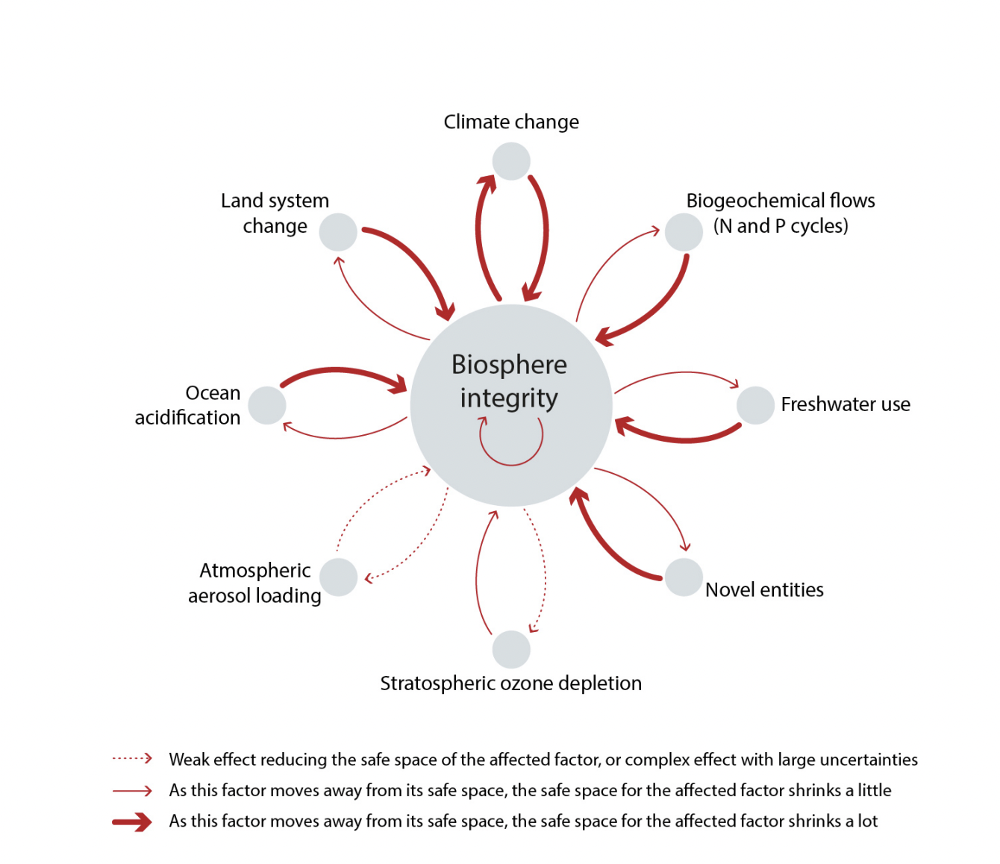 Climate change
Land system
change
Biogeochemical flows
(N and P cycles)
Biosphere
integrity
Ocean
acidification
Freshwater use
Atmospheric
aerosol loading
Novel entities
Stratospheric ozone depletion
Weak effect reducing the safe space of the affected factor, or complex effect with large uncertainties
As this factor moves away from its safe space, the safe space for the affected factor shrinks a little
As this factor moves away from its safe space, the safe space for the affected factor shrinks a lot